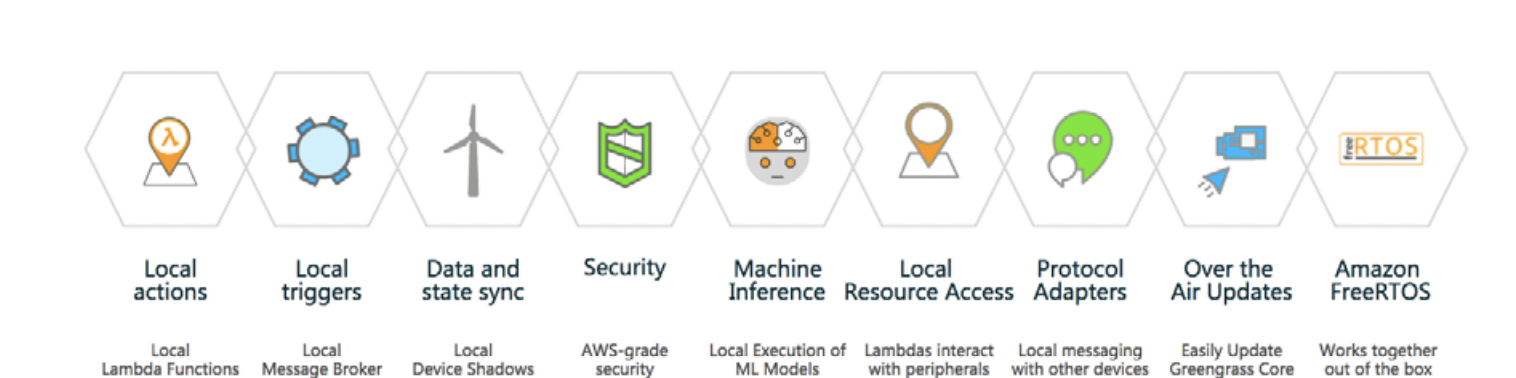 λ
free
RTOS
Local
actions
Local
triggers
Data and
state sync
Security
Machine
Inference
Local
Resource Access
Protocol
Adapters
Over the
Air Updates
Amazon
FreeRTOS
Local
Lambda Functions
Local
Message Broker
Local
Device Shadows
AWS-grade
security
Local Execution of
ML Models
Lambdas interact
with peripherals
Local messaging
with other devices
Easily Update
Greengrass Core
Works together
out of the box